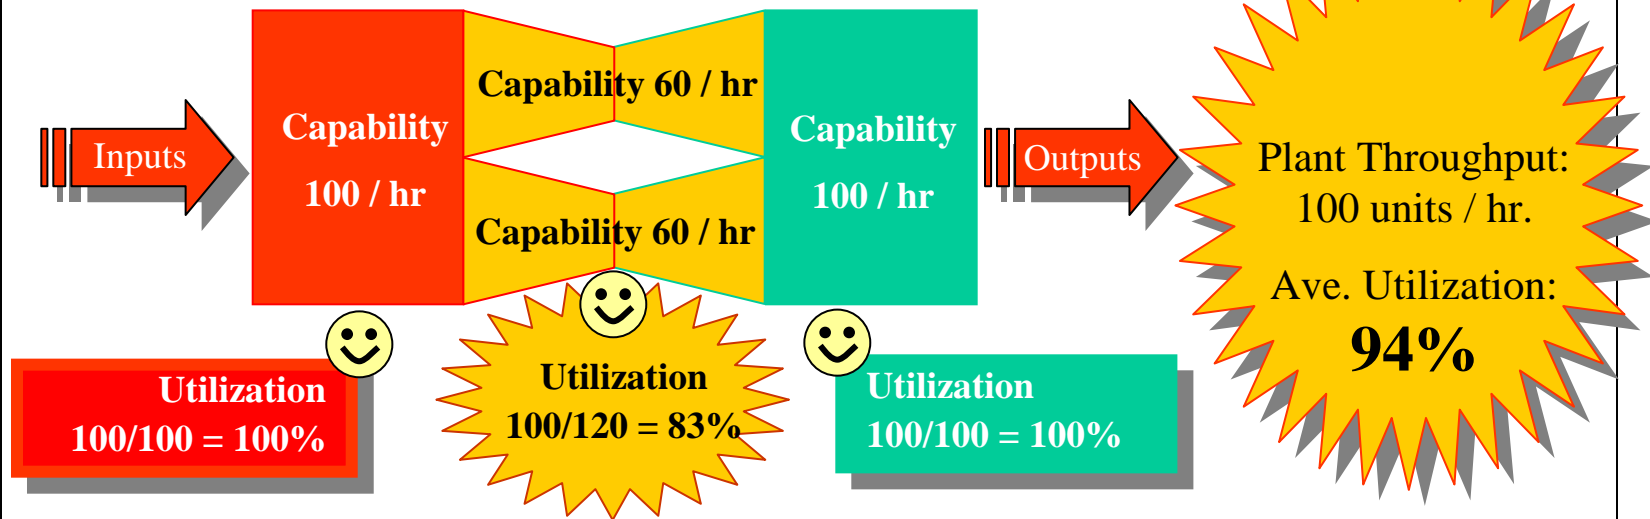 Inputs
Capability
100 / hr
Capability 60 / hr
Capability 60 / hr
Capability
100 / hr
Outputs
Plant Throughput:
100 units / hr.
Ave. Utilization:
94%
Utilization
100/100 = 100%
Utilization
100/120 = 83%
Utilization
100/100 = 100%